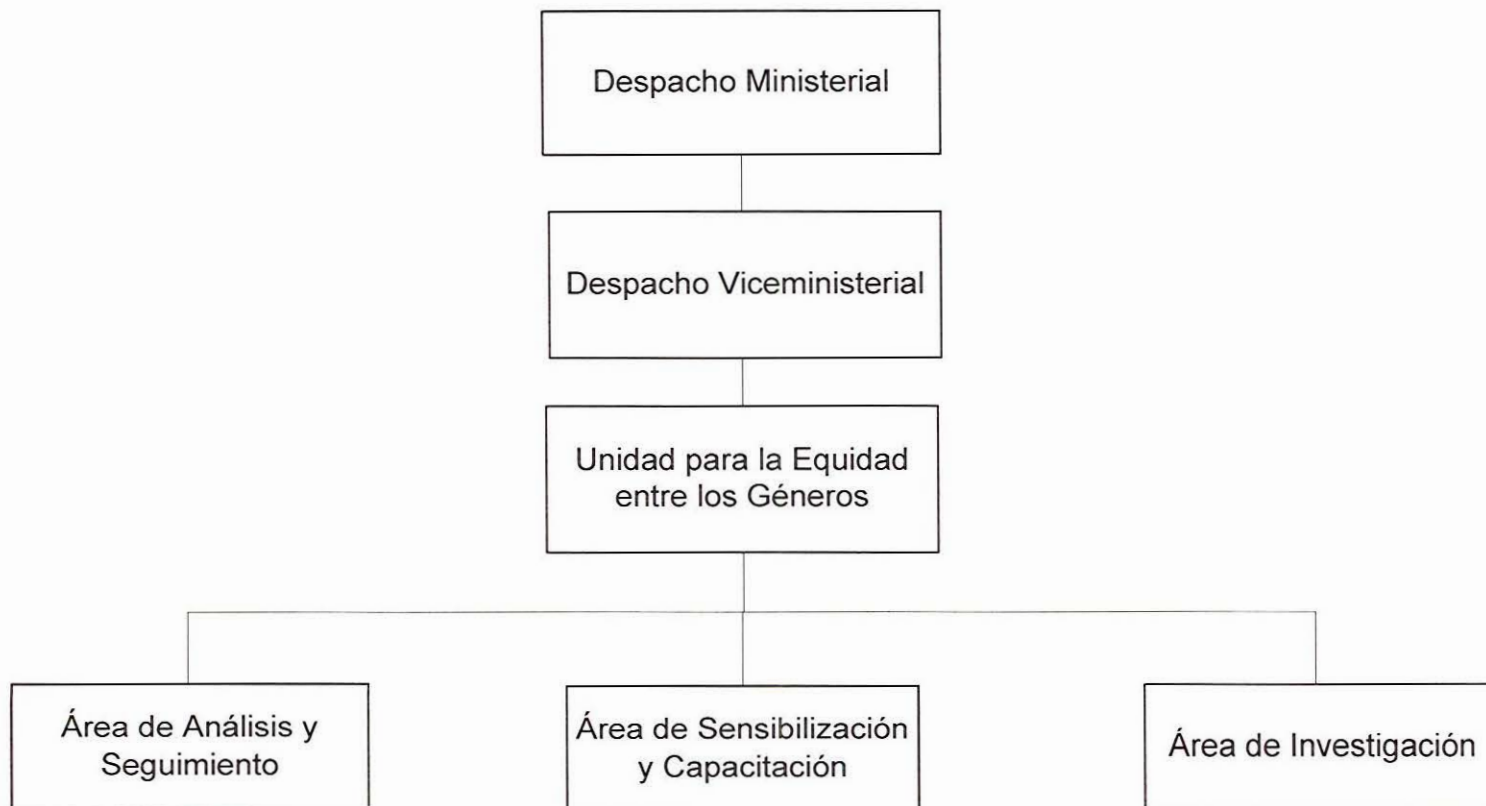 Despacho Ministerial
Despacho Viceministerial
Unidad para la Equidad
entre los Géneros
Área de Análisis y
Seguimiento
Área de Sensibilización
y Capacitación
Área de Investigación